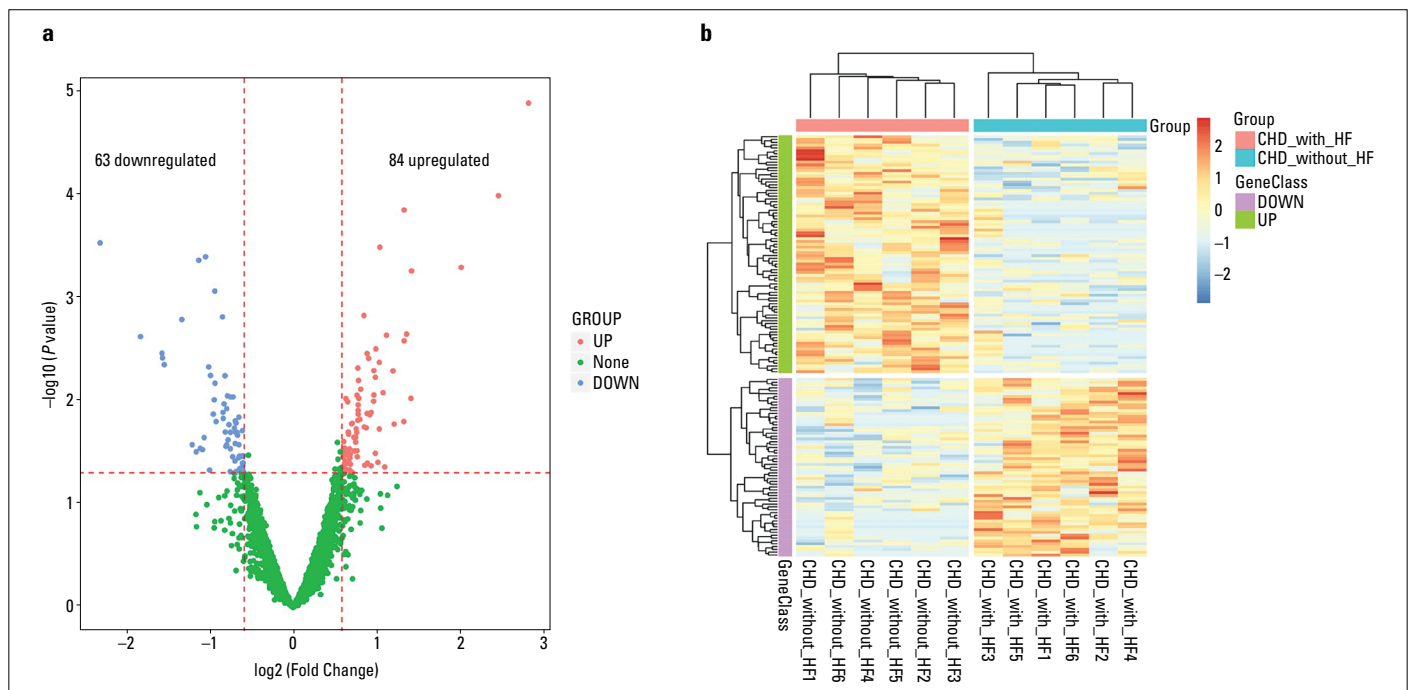 a
63 downregulated
84 upregulated
5
4
3
2
1
0
–log10 (P value)
–2
–1
0
1
2
3
log2 (Fold Change)
GROUP
UP
None
DOWN
b
Group
2
1
0
–1
–2
Group
CHD_with_HF
CHD_without_HF
GeneClass
DOWN
UP
GeneClass
CHD_without_HF1
CHD_without_HF6
CHD_without_HF4
CHD_without_HF5
CHD_without_HF2
CHD_without_HF3
CHD_with_HF3
CHD_with_HF5
CHD_with_HF1
CHD_with_HF6
CHD_with_HF2
CHD_with_HF4